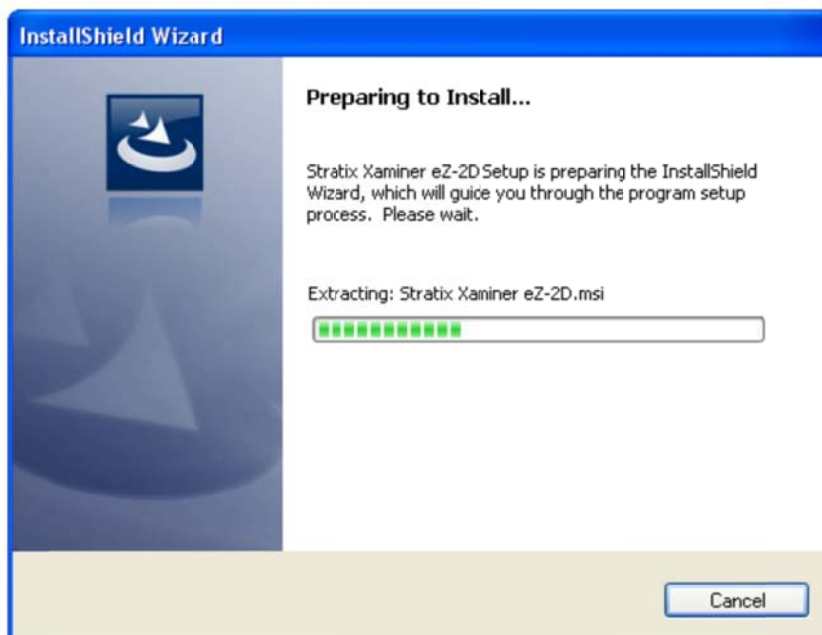 InstallShield Wizard
Preparing to Install...
Stratix Xaminer eZ-2D Setup is preparing the InstallShield
Wizard, which will guide you through the program setup
process. Please wait.
Extracting: Stratix Xaminer eZ-2D.msi
Cancel